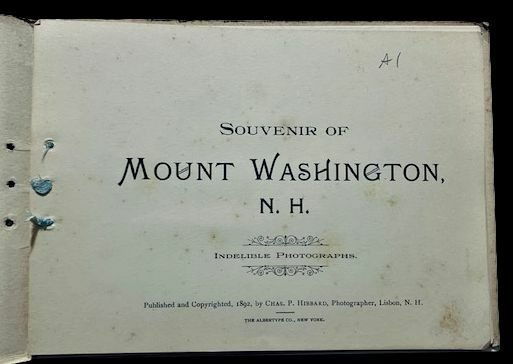 A1
SOUVENIR OF
MOUNT WASHINGTON,
N. H.
INDELIBLE PHOTOGRAPHS.
Published and Copyrighted, 1892, by CHAS. P. HIBBARD, Photographer, Lisbon, N. H.
THE ALBERTYPE CO., NEW YORK.